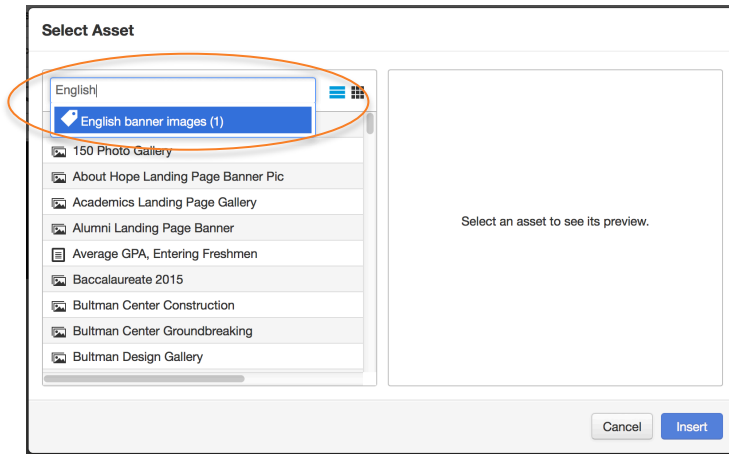 Select Asset
English
English banner images (1)
150 Photo Gallery
About Hope Landing Page Banner Pic
Academics Landing Page Gallery
Alumni Landing Page Banner
Average GPA, Entering Freshmen
Baccalaureate 2015
Bultman Center Construction
Bultman Center Groundbreaking
Bultman Design Gallery
Select an asset to see its preview.
Cancel Insert